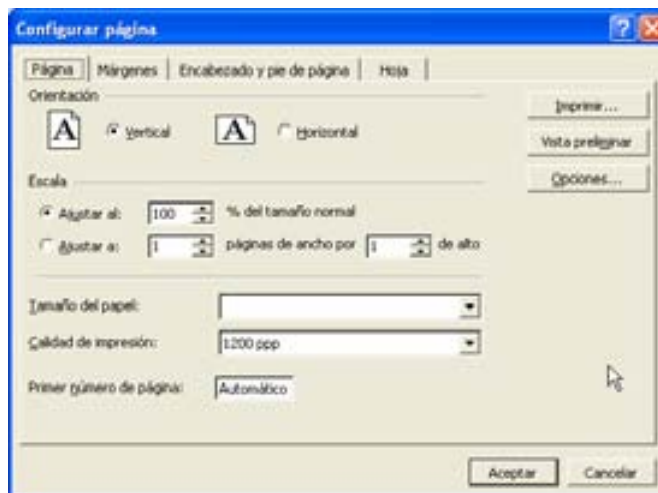 Configurar página
Página Márgenes Encabezado y pie de página Hoja
Orientación
A Vertical A Horizontal
Imprimir...
Vista preliminar
Opciones...
Escala
Ajustar al: 100 % del tamaño normal
Ajustar a: 1 páginas de ancho por 1 de alto
Tamaño del papel:
Calidad de impresión: 1200 ppp
Primer número de página: Automático
Aceptar Cancelar